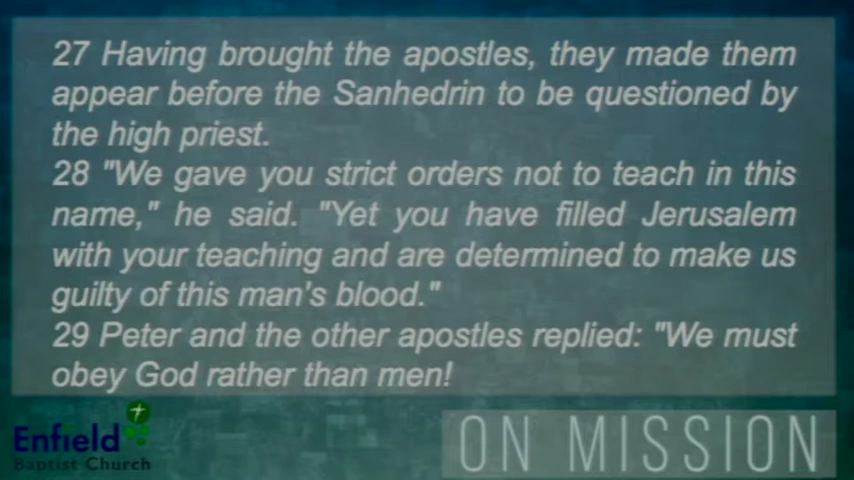 27 Having brought the apostles, they made them
appear before the Sanhedrin to be questioned by
the high priest.
28 "We gave you strict orders not to teach in this
name," he said. "Yet you have filled Jerusalem
with your teaching and are determined to make us
guilty of this man's blood."
29 Peter and the other apostles replied: "We must
obey God rather than men!
Enfield
Baptist Church
ON MISSION